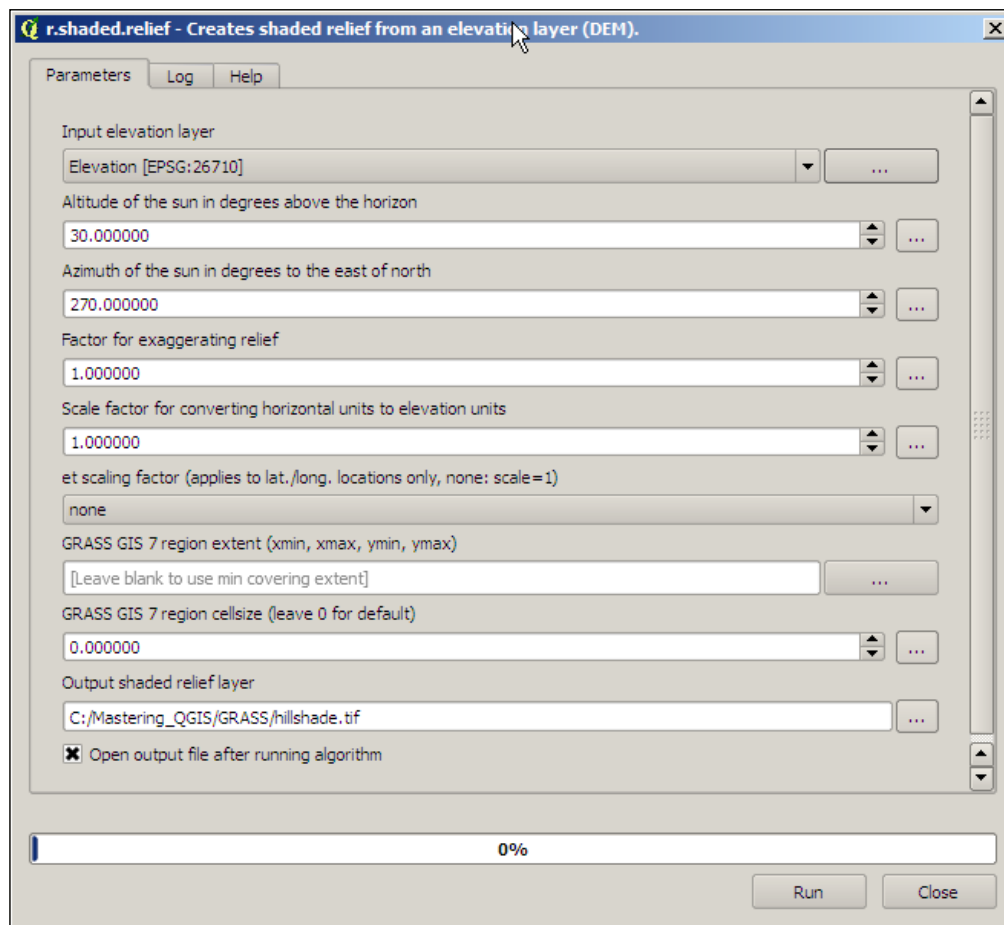 r.shaded.relief - Creates shaded relief from an elevation layer (DEM).
Parameters
Log
Help
Input elevation layer
Elevation [EPSG:26710]
...
Altitude of the sun in degrees above the horizon
30.000000
...
Azimuth of the sun in degrees to the east of north
270.000000
...
Factor for exaggerating relief
1.000000
...
Scale factor for converting horizontal units to elevation units
1.000000
...
et scaling factor (applies to lat./long. locations only, none: scale=1)
none
GRASS GIS 7 region extent (xmin, xmax, ymin, ymax)
[Leave blank to use min covering extent]
...
GRASS GIS 7 region cellsize (leave 0 for default)
0.000000
...
Output shaded relief layer
C:/Mastering_QGIS/GRASS/hillshade.tif
...
Open output file after running algorithm
0%
Run
Close